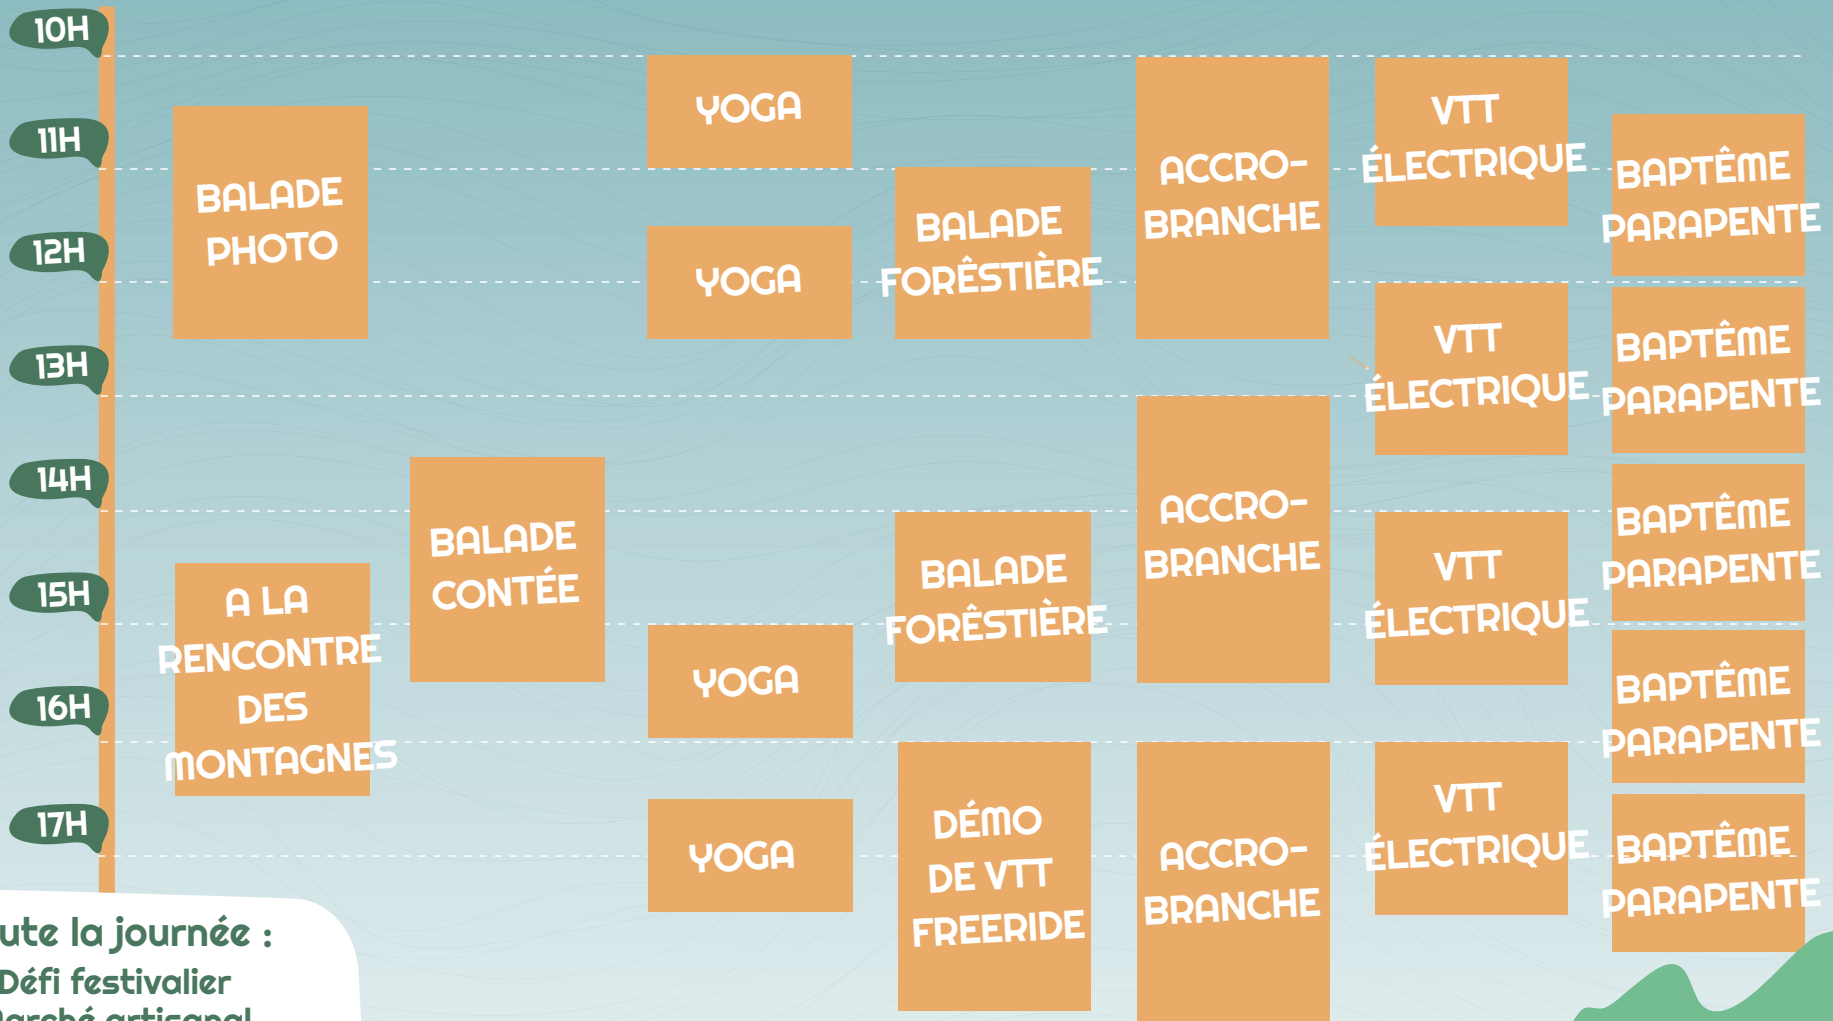 10H
11H
12H
13H
14H
15H
16H
17H
BALADE
PHOTO
A LA
RENCONTRE
DES
MONTAGNES
BALADE
CONTÉE
YOGA
YOGA
YOGA
YOGA
BALADE
FORÊSTIÈRE
BALADE
FORÊSTIÈRE
DÉMO
DE VTT
FREERIDE
ACCRO-
BRANCHE
ACCRO-
BRANCHE
ACCRO-
BRANCHE
VTT
ÉLECTRIQUE
VTT
ÉLECTRIQUE
VTT
ÉLECTRIQUE
VTT
ÉLECTRIQUE
BAPTÊME
PARAPENTE
BAPTÊME
PARAPENTE
BAPTÊME
PARAPENTE
BAPTÊME
PARAPENTE
BAPTÊME
PARAPENTE
ute la journée :
Défi festivalier
arché artisanal